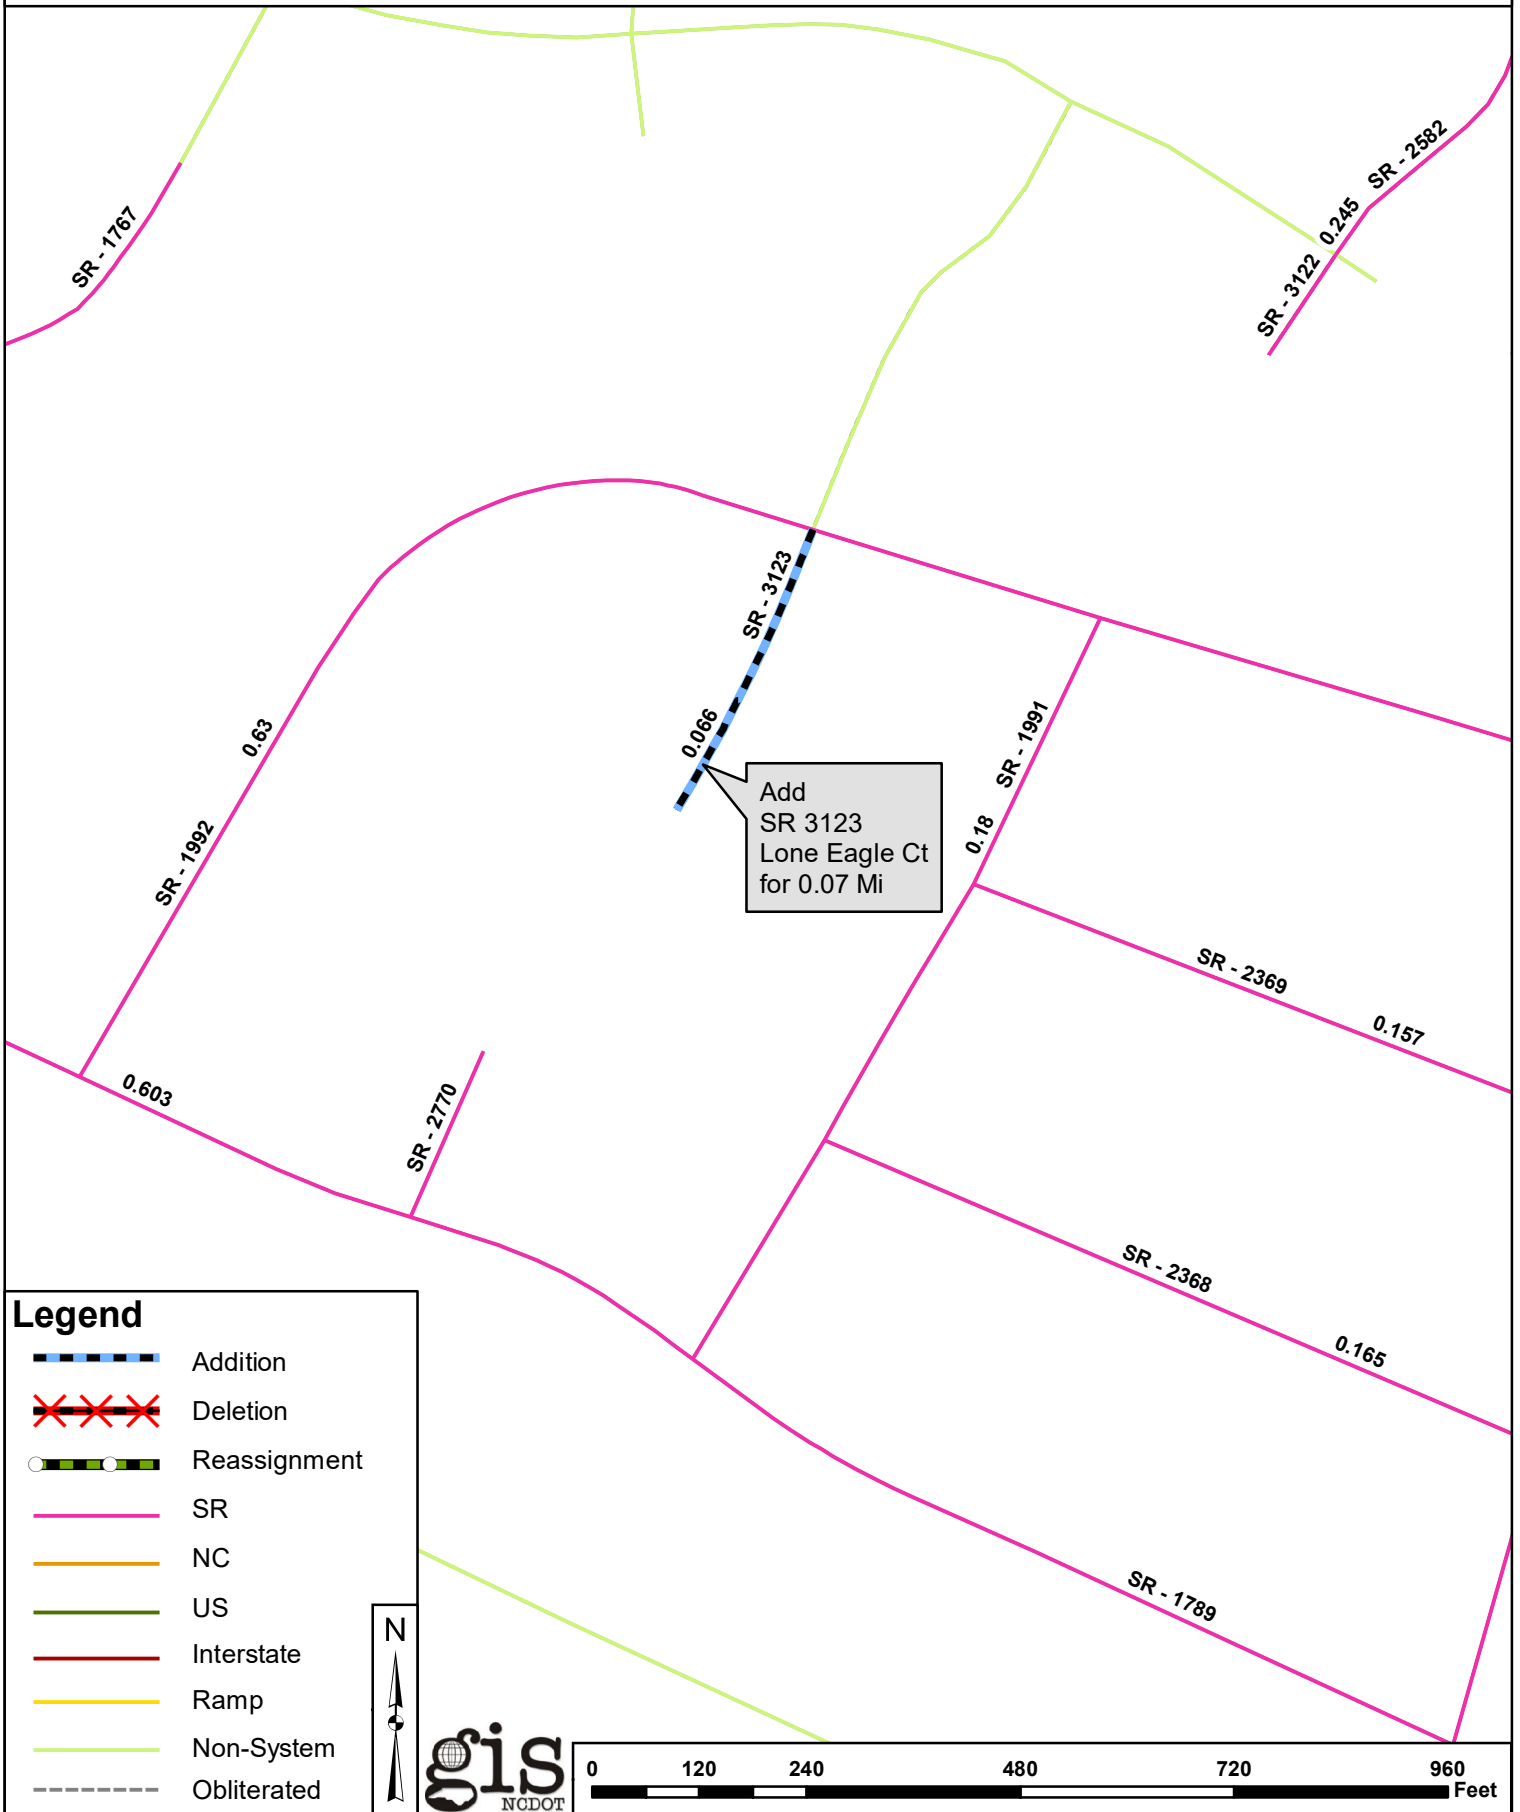 SR - 2582
SR - 1767
0.245
SR - 3122
SR - 3123
0.63
0.066
SR - 1991
Add
SR 3123
Lone Eagle Ct
for 0.07 Mi
0.18
SR - 1992
SR - 2369
0.157
0.603
SR - 2770
SR - 2368
0.165
SR - 1789
Legend
Addition
Deletion
Reassignment
SR
NC
US
Interstate
Ramp
Non-System
Obliterated
N
gis
NCDOT
0 120 240 480 720 960
Feet